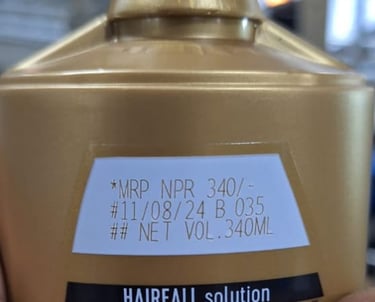 *MRP NPR 340/-
#11/08/24 B 035
## NET VOL.340ML
HAIRFALL solution